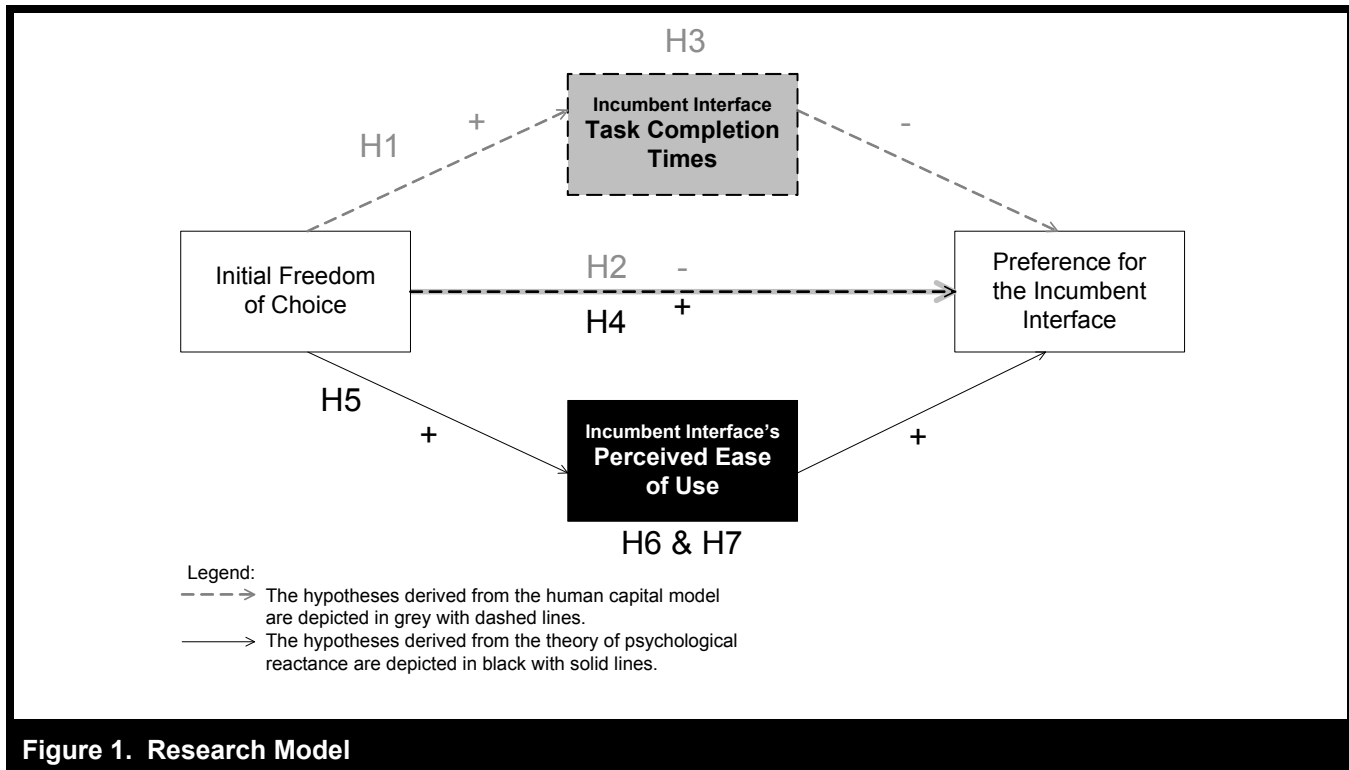 H3
Incumbent Interface
Task Completion
Times
H1
+
-
Initial Freedom
of Choice
H2 -
H4 +
Preference for
the Incumbent
Interface
H5
+
Incumbent Interface's
Perceived Ease
of Use
+
H6 & H7
Legend:
The hypotheses derived from the human capital model
are depicted in grey with dashed lines.
The hypotheses derived from the theory of psychological
reactance are depicted in black with solid lines.
Figure 1. Research Model